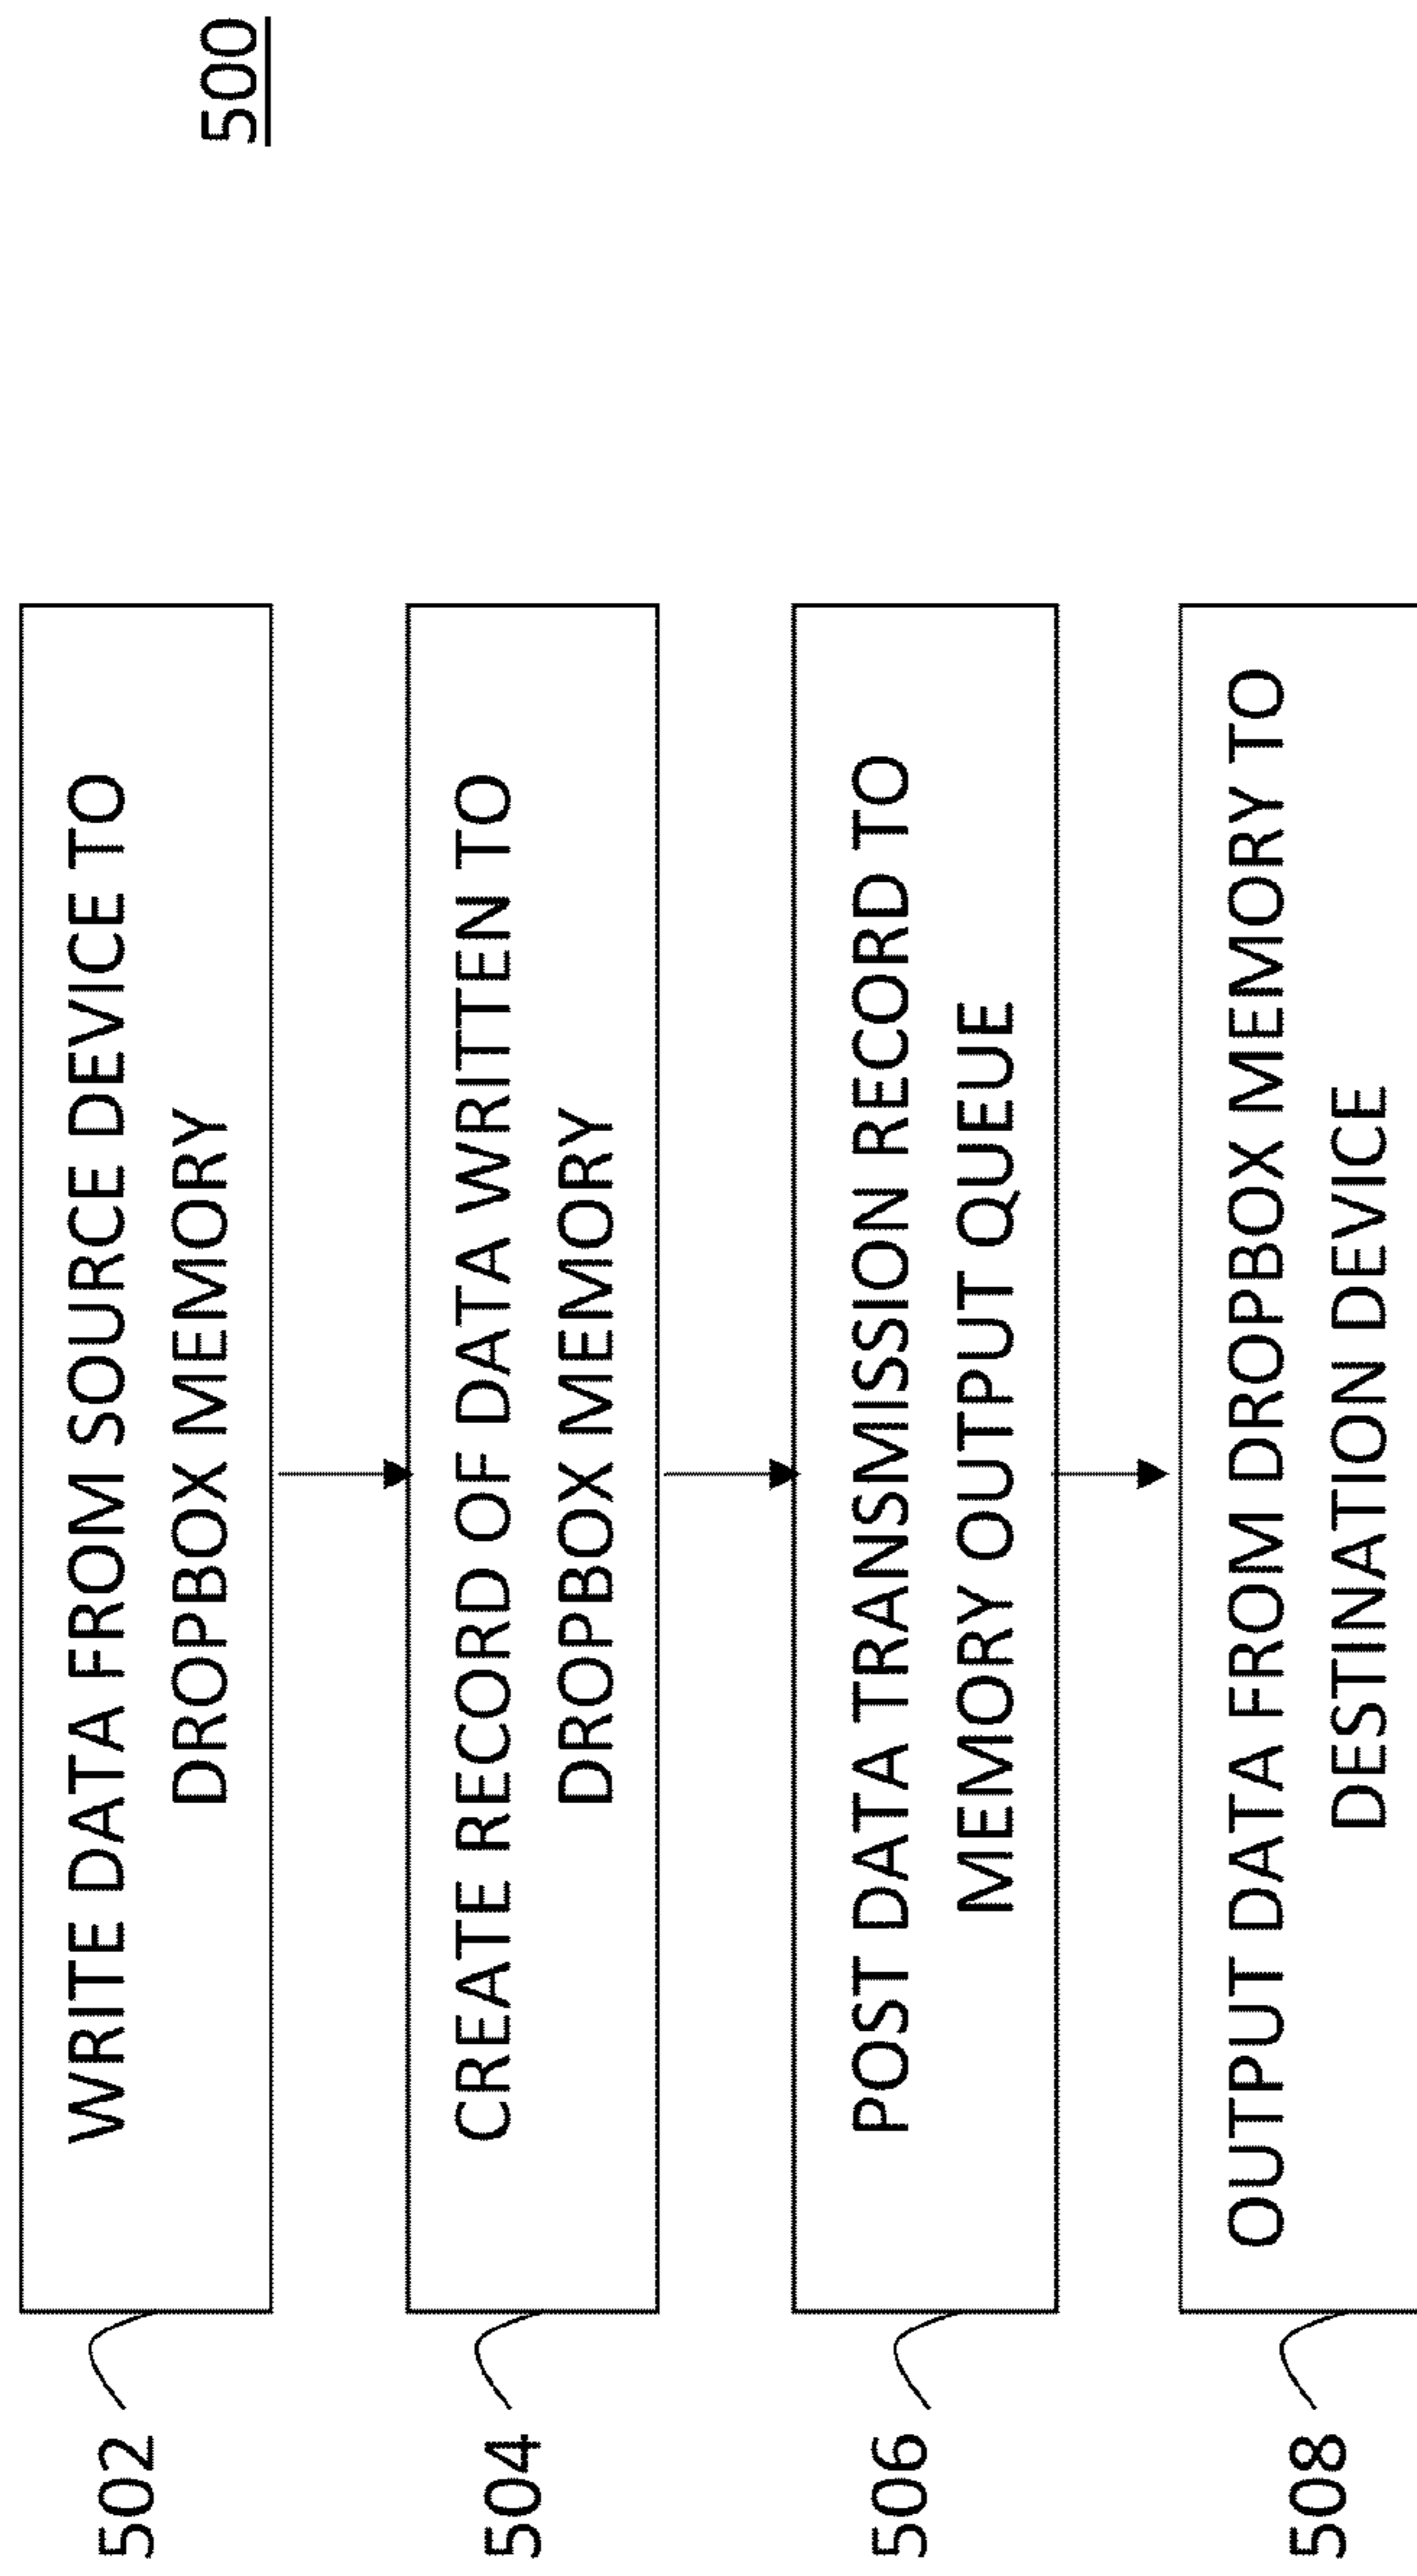 500
502
WRITE DATA FROM SOURCE DEVICE TO
DROPBOX MEMORY
504
CREATE RECORD OF DATA WRITTEN TO
DROPBOX MEMORY
506
POST DATA TRANSMISSION RECORD TO
MEMORY OUTPUT QUEUE
508
OUTPUT DATA FROM DROPBOX MEMORY TO
DESTINATION DEVICE